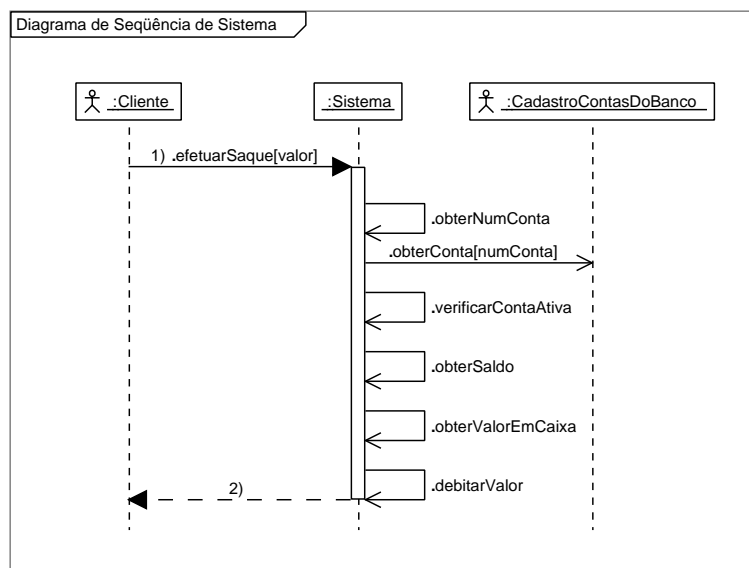 Diagrama de Seqüência de Sistema
:Cliente
:Sistema
:CadastroContasDoBanco
1) .efetuarSaque[valor]
.obterNumConta
.obterConta[numConta]
.verificarContaAtiva
.obterSaldo
.obterValorEmCaixa
.debitarValor
2)